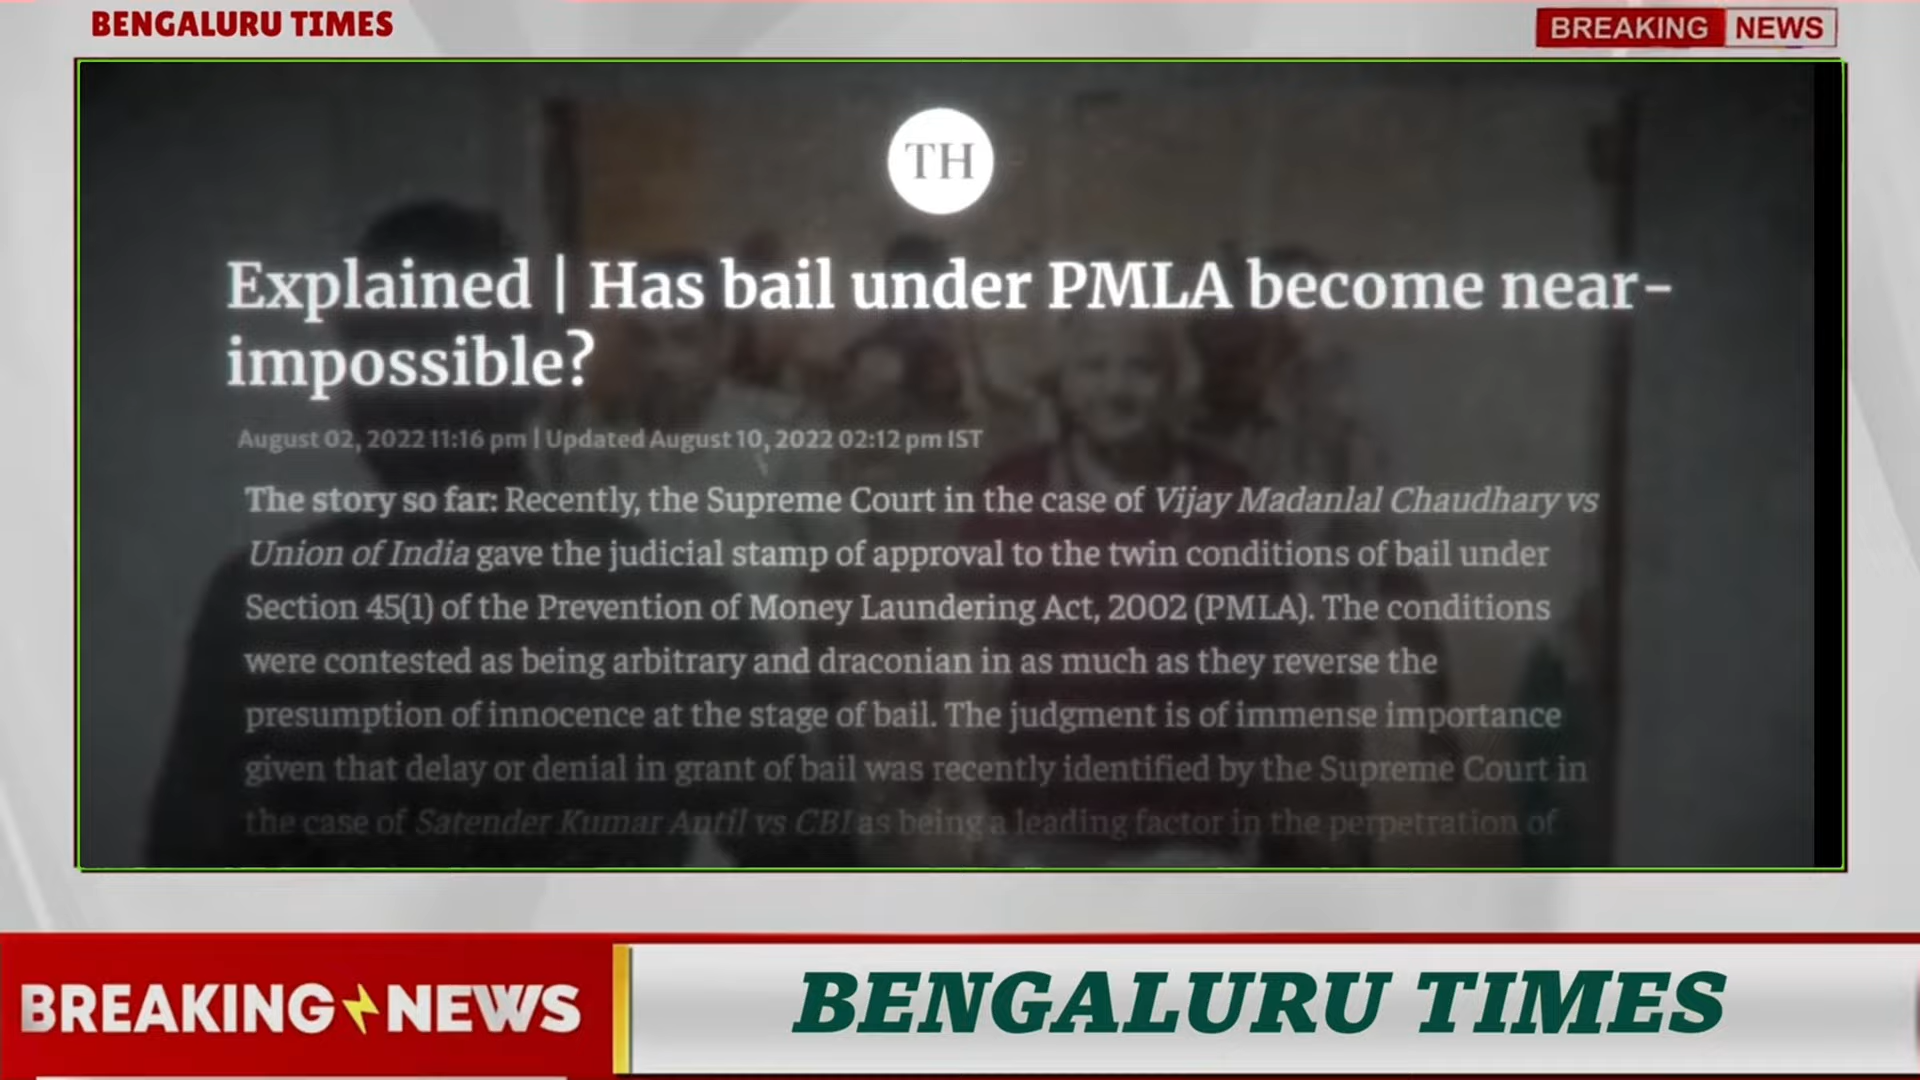 BENGALURU TIMES
BREAKING NEWS
TH
Explained | Has bail under PMLA become near-
impossible?
August 02, 2022 11:16 pm | Updated August 10, 2022 02:12 pm IST
The story so far: Recently, the Supreme Court in the case of Vijay Madanlal Chaudhary vs
Union of India gave the judicial stamp of approval to the twin conditions of bail under
Section 45(1) of the Prevention of Money Laundering Act, 2002 (PMLA). The conditions
were contested as being arbitrary and draconian in as much as they reverse the
presumption of innocence at the stage of bail. The judgment is of immense importance
given that delay or denial in grant of bail was recently identified by the Supreme Court in
the case of Satender Kumar Antil vs CBI as being a leading factor in the perpetration of
BREAKING NEWS
BENGALURU TIMES